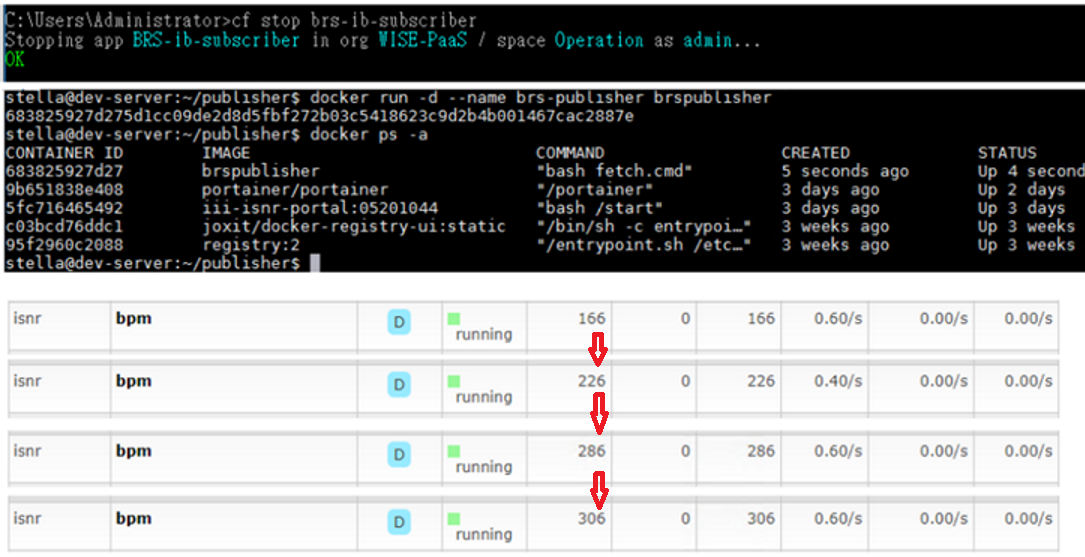 C:\Users\Administrator>cf stop brs-ib-subscriber
Stopping app BRS-ib-subscriber in org WISE-PaaS / space Operation as admin...
OK
stella@dev-server:~/publisher$ docker run -d --name brs-publisher brspublisher
683825927d275d1cc09de2d8d5fbf272b03c5418623c9d2b4b001467cac2887e
stella@dev-server:~/publisher$ docker ps -a
CONTAINER ID IMAGE COMMAND CREATED STATUS
683825927d27 brspublisher "bash fetch.cmd" 5 seconds ago Up 4 second
9b651838e408 portainer/portainer "/portainer" 3 days ago Up 2 days
5fc716465492 iii-isnr-portal:05201044 "bash /start" 3 days ago Up 3 days
c03bcd76ddc1 joxit/docker-registry-ui:static "/bin/sh -c entrypoi…" 3 weeks ago Up 3 weeks
95f2960c2088 registry:2 "/entrypoint.sh /etc…" 3 weeks ago Up 3 weeks
stella@dev-server:~/publisher$
isnr bpm D running 166 0 166 0.60/s 0.00/s 0.00/s
isnr bpm D running 226 0 226 0.40/s 0.00/s 0.00/s
isnr bpm D running 286 0 286 0.60/s 0.00/s 0.00/s
isnr bpm D running 306 0 306 0.60/s 0.00/s 0.00/s